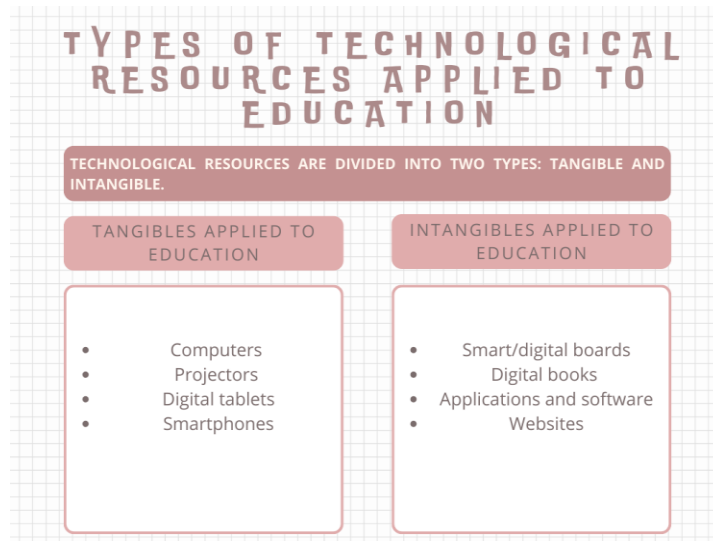 TYPES OF TECHNOLOGICAL
RESOURCES APPLIED TO
EDUCATION
TECHNOLOGICAL RESOURCES ARE DIVIDED INTO TWO TYPES: TANGIBLE AND
INTANGIBLE.
TANGIBLES APPLIED TO
EDUCATION
• Computers
• Projectors
• Digital tablets
• Smartphones
INTANGIBLES APPLIED TO
EDUCATION
• Smart/digital boards
• Digital books
• Applications and software
• Websites